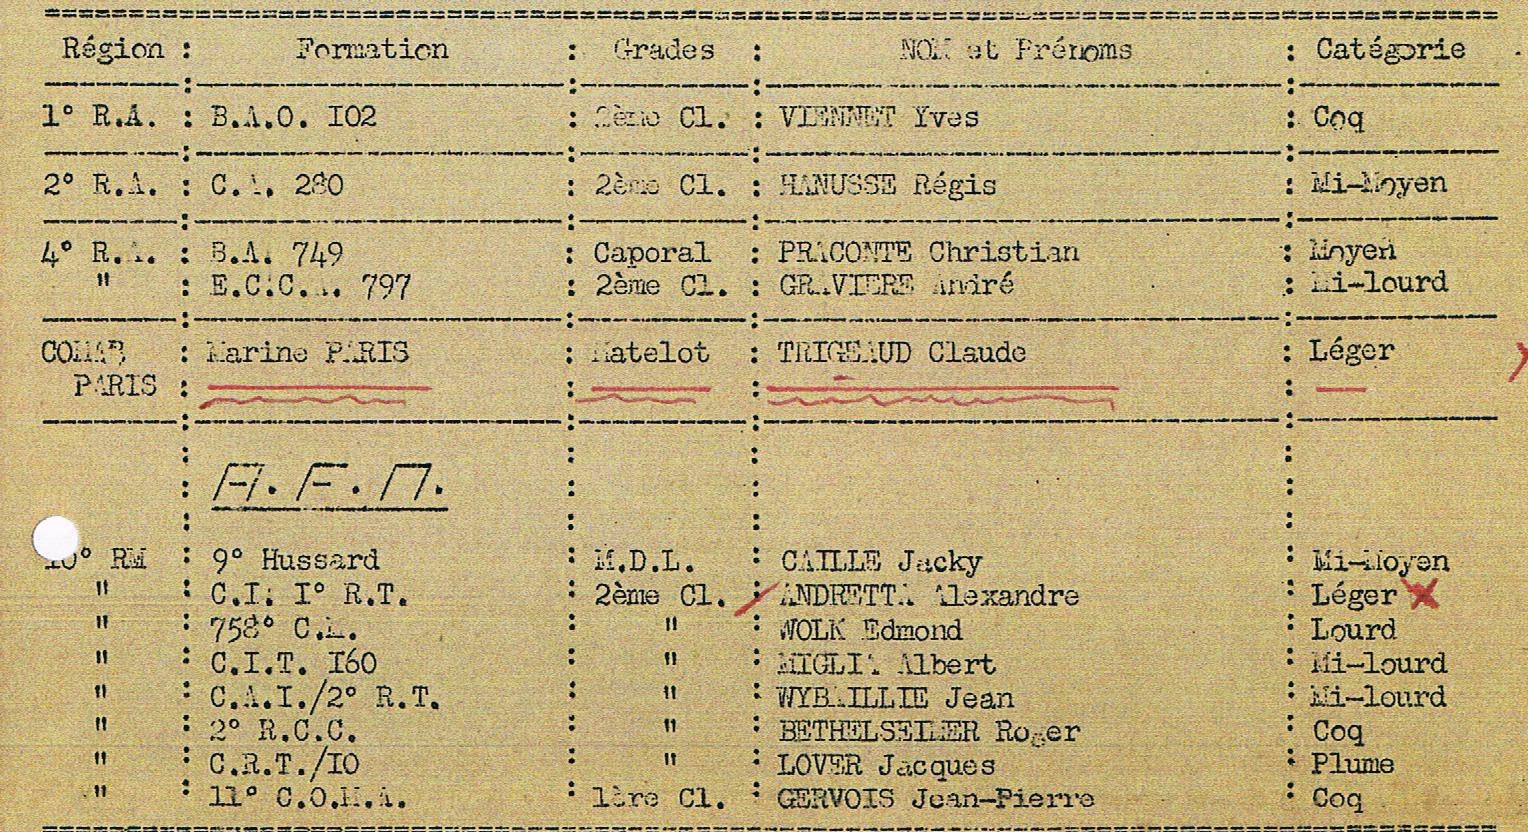 Région : Formation : Grades : NOM et Prénoms : Catégorie
1° R.A. : B.A.O. I02 : 2ème Cl. : VIENNET Yves : Coq
2° R.A. : C.A. 280 : 2ème Cl. : HANUSSE Régis : Mi-Moyen
4° R.A. : B.A. 749 : Caporal : PRACONTE Christian : Moyen
" : E.C.C.A. 797 : 2ème Cl. : GRAVIERE André : Mi-lourd
COMAR : Marine PARIS : Matelot : TRIGEAUD Claude : Léger
PARIS
A. F. N.
10° RM : 9° Hussard : M.D.L. : CAILLE Jacky : Mi-Moyen
" : C.I. I° R.T. : 2ème Cl. : ANDRETTA Alexandre : Léger
" : 758° : " : WOLK Edmond : Lourd
" : C.I.T. I60 : " : MIGLIA Albert : Mi-lourd
" : C.A.I./2° R.T. : " : WYBAILLIE Jean : Mi-lourd
" : 2° R.C.C. : " : Roger : Coq
" : C.R.T./IO : " : LOVER Jacques : Plume
" : 11° C.O.M.A. : 1ère Cl. : GERVOIS Jean-Pierre : Coq